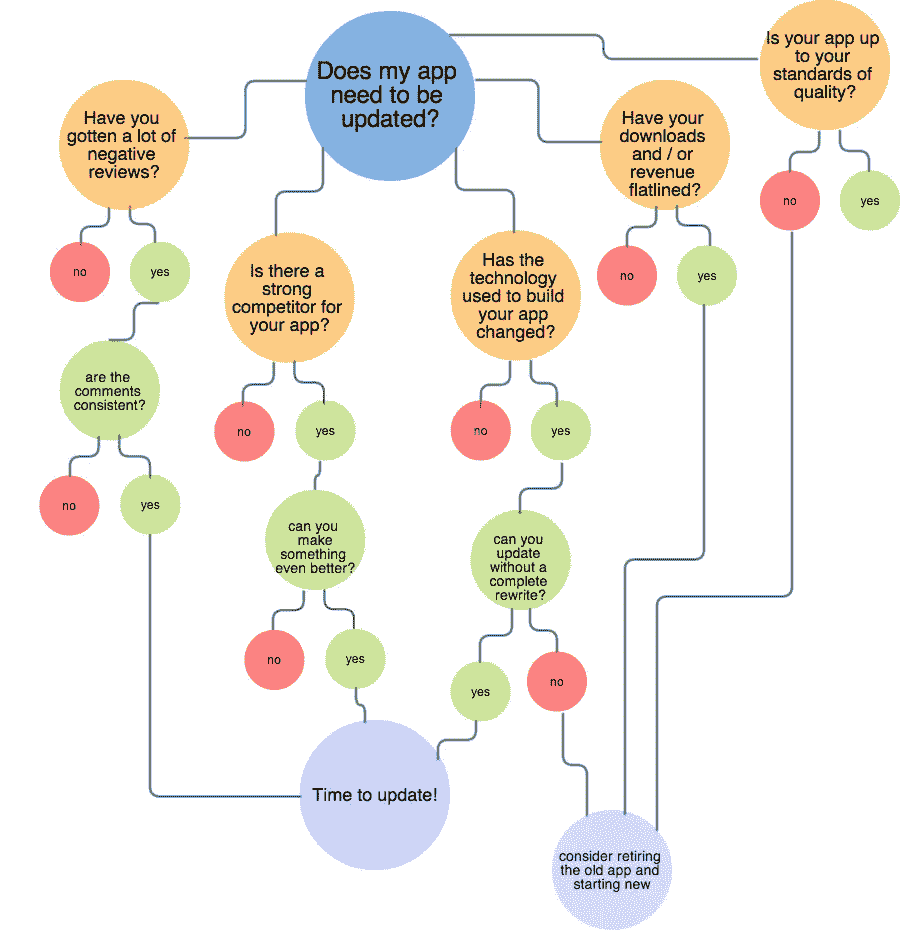 Does my app
need to be
updated?
Is your app up
to your
standards of
quality?
no
yes
Have you
gotten a lot of
negative
reviews?
no
yes
are the
comments
consistent?
no
yes
Is there a
strong
competitor for
your app?
no
yes
can you
make
something
even better?
no
yes
Has the
technology
used to build
your app
changed?
no
yes
can you
update
without a
complete
rewrite?
yes
no
Have your
downloads
and / or
revenue
flatlined?
no
yes
Time to update!
consider retiring
the old app and
starting new